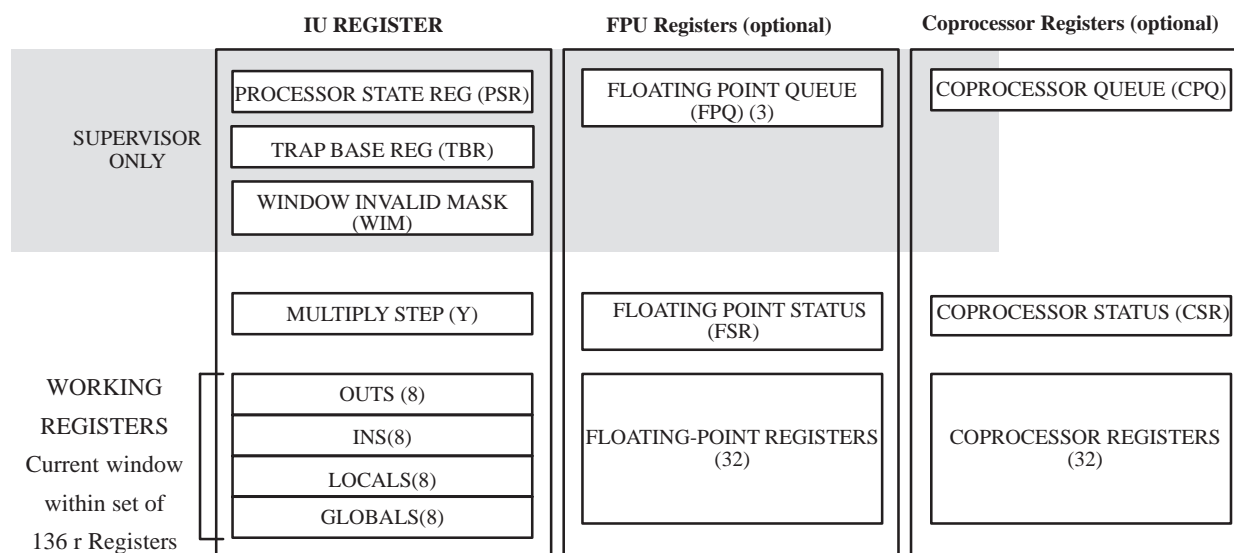 IU REGISTER
FPU Registers (optional)
Coprocessor Registers (optional)
SUPERVISOR
ONLY
PROCESSOR STATE REG (PSR)
TRAP BASE REG (TBR)
WINDOW INVALID MASK
(WIM)
FLOATING POINT QUEUE
(FPQ) (3)
COPROCESSOR QUEUE (CPQ)
MULTIPLY STEP (Y)
FLOATING POINT STATUS
(FSR)
COPROCESSOR STATUS (CSR)
WORKING
REGISTERS
Current window
within set of
136 r Registers
OUTS (8)
INS(8)
LOCALS(8)
GLOBALS(8)
FLOATING-POINT REGISTERS
(32)
COPROCESSOR REGISTERS
(32)